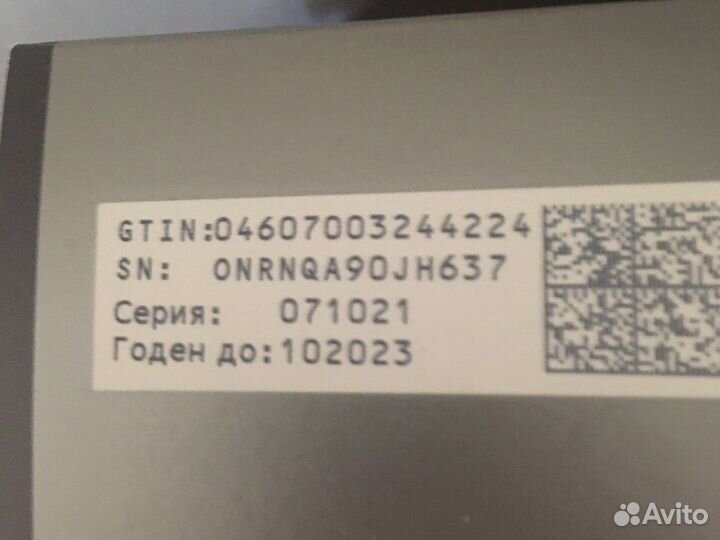 GTIN:04607003244224
SN: 0NRNQA90JH637
Серия: 071021
Годен до:102023
Avito